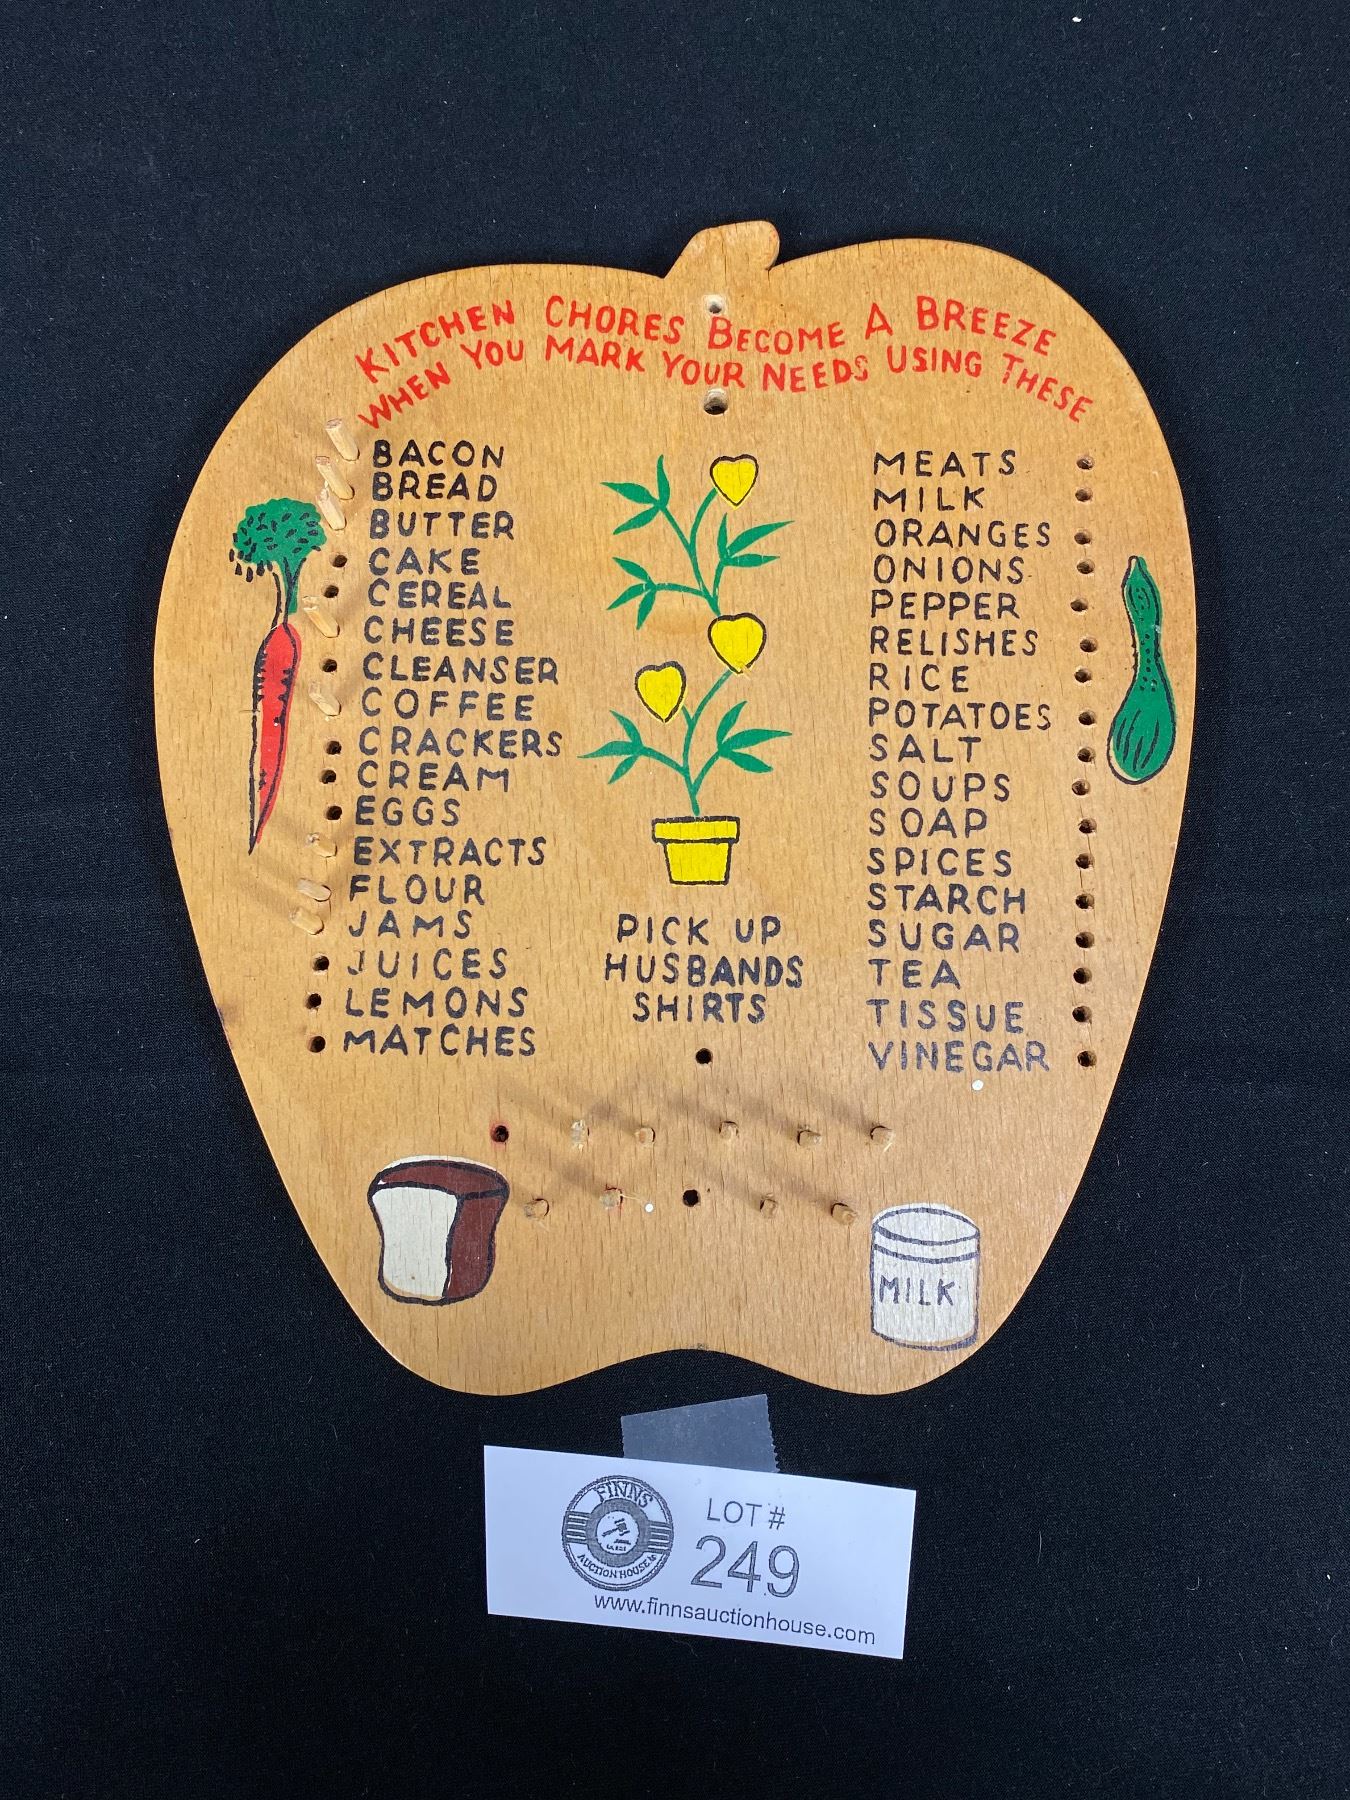 KITCHEN CHORES BECOME A BREEZE
WHEN YOU MARK YOUR NEEDS USING THESE
BACON
BREAD
BUTTER
CAKE
CEREAL
CHEESE
CLEANSER
COFFEE
CRACKERS
CREAM
EGGS
EXTRACTS
FLOUR
JAMS
JUICES
LEMONS
MATCHES
PICK UP
HUSBANDS
SHIRTS
MEATS
MILK
ORANGES
ONIONS
PEPPER
RELISHES
RICE
POTATOES
SALT
SOUPS
SOAP
SPICES
STARCH
SUGAR
TEA
TISSUE
VINEGAR
MILK
FINNS
AUCTION HOUSE
LOT #
249
www.finnsauctionhouse.com